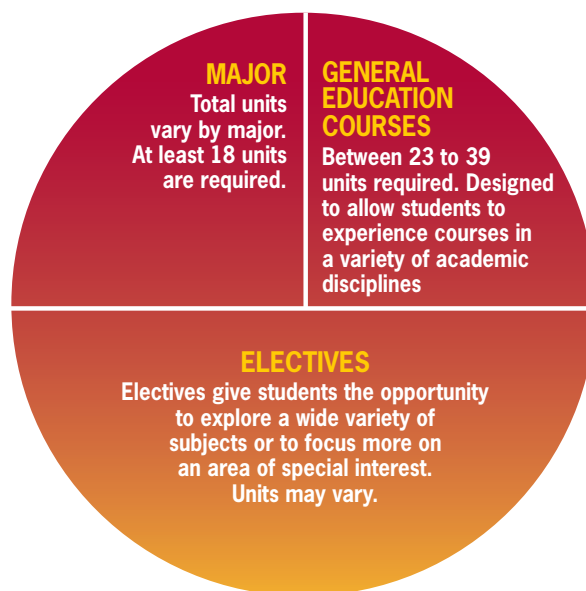 MAJOR
Total units
vary by major.
At least 18 units
are required.
GENERAL
EDUCATION
COURSES
Between 23 to 39
units required. Designed
to allow students to
experience courses in
a variety of academic
disciplines
ELECTIVES
Electives give students the opportunity
to explore a wide variety of
subjects or to focus more on
an area of special interest.
Units may vary.